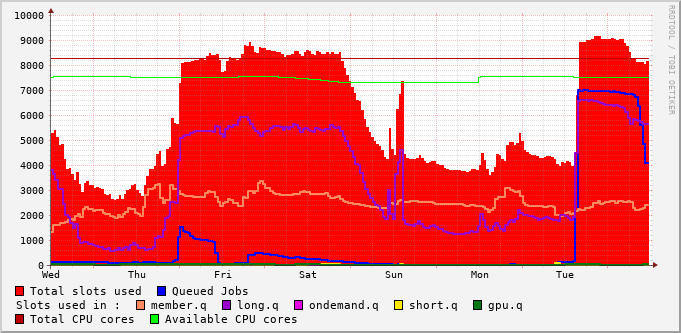 RRDTOOL / TOBI OETIKER
10000
9000
8000
7000
6000
5000
4000
3000
2000
1000
0
Wed Thu Fri Sat Sun Mon Tue
Total slots used Queued Jobs
Slots used in : member.q long.q ondemand.q short.q gpu.q
Total CPU cores Available CPU cores